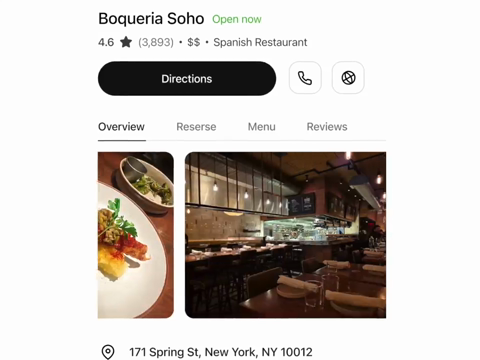 Boqueria Soho Open now
4.6 ★ (3,893) • $$ • Spanish Restaurant
Directions
Overview Reserse Menu Reviews
171 Spring St, New York, NY 10012